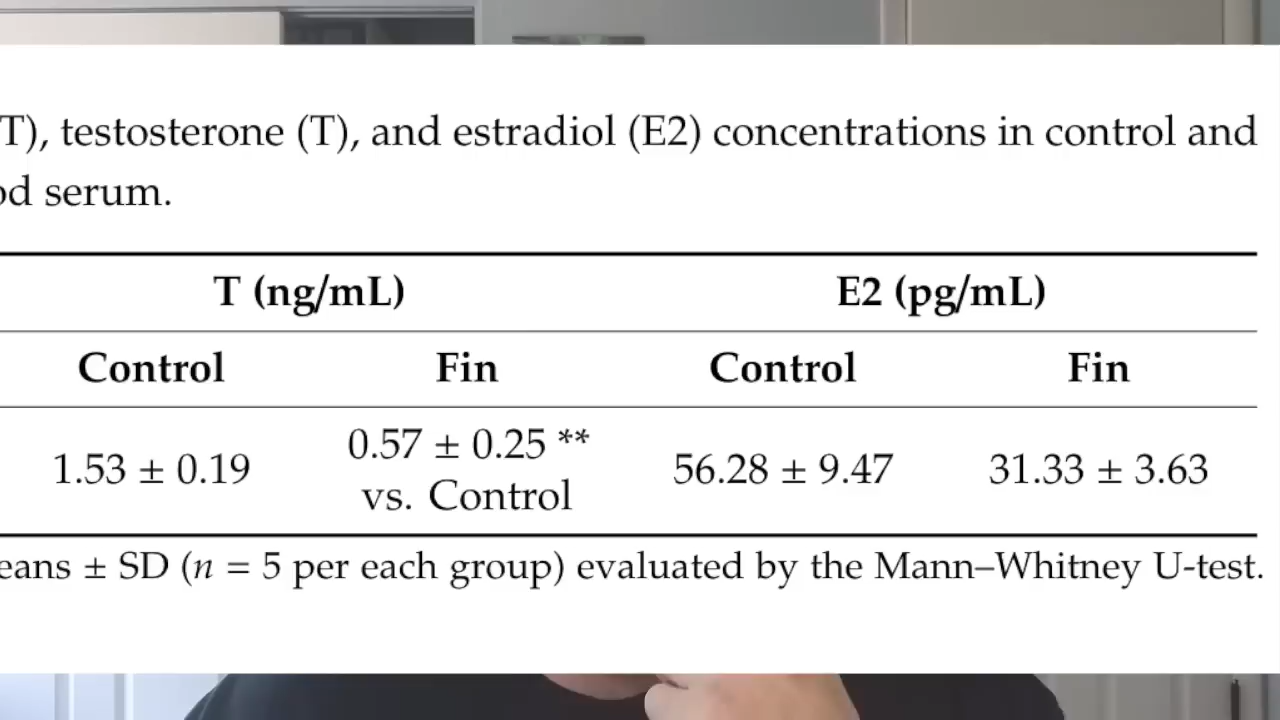 T), testosterone (T), and estradiol (E2) concentrations in control and
od serum.
T (ng/mL) E2 (pg/mL)
Control Fin Control Fin
0.57 ± 0.25 **
1.53 ± 0.19 56.28 ± 9.47 31.33 ± 3.63
vs. Control
eans ± SD (n = 5 per each group) evaluated by the Mann–Whitney U-test.